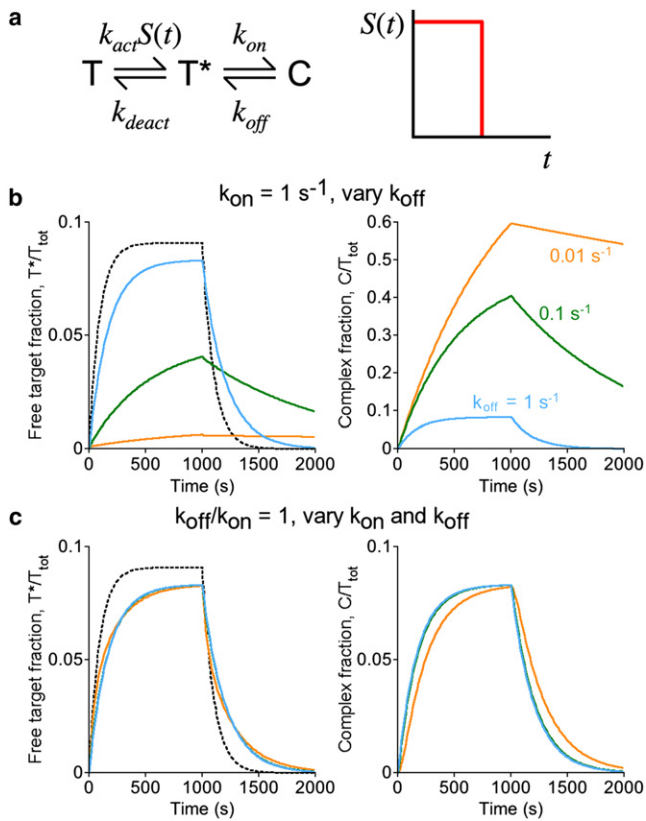 a
k_act S(t) k_on
T ⇌ T* ⇌ C
k_deact k_off
S(t)
t
b
k_on = 1 s⁻¹, vary k_off
Free target fraction, T*/T_tot
0.1
0.05
0
0 500 1000 1500 2000
Time (s)
Complex fraction, C/T_tot
0.6
0.5
0.4
0.3
0.2
0.1
0
0.01 s⁻¹
0.1 s⁻¹
k_off = 1 s⁻¹
0 500 1000 1500 2000
Time (s)
c
k_off/k_on = 1, vary k_on and k_off
Free target fraction, T*/T_tot
0.1
0.05
0
0 500 1000 1500 2000
Time (s)
Complex fraction, C/T_tot
0.1
0.05
0
0 500 1000 1500 2000
Time (s)